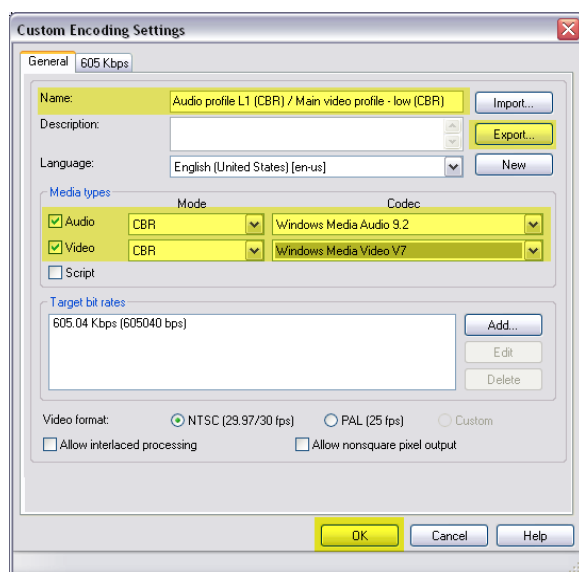 Custom Encoding Settings
General 605 Kbps
Name: Audio profile L1 (CBR) / Main video profile - low (CBR) Import...
Description: Export...
Language: English (United States) [en-us] New
Media types
Mode Codec
Audio CBR Windows Media Audio 9.2
Video CBR Windows Media Video V7
Script
Target bit rates
605.04 Kbps (605040 bps) Add...
Edit
Delete
Video format: NTSC (29.97/30 fps) PAL (25 fps) Custom
Allow interlaced processing Allow nonsquare pixel output
OK Cancel Help